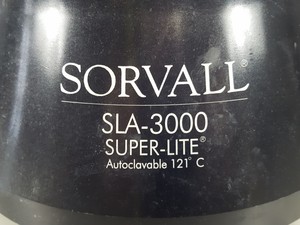 SORVALL®
SLA-3000
SUPER-LITE®
Autoclavable 121° C